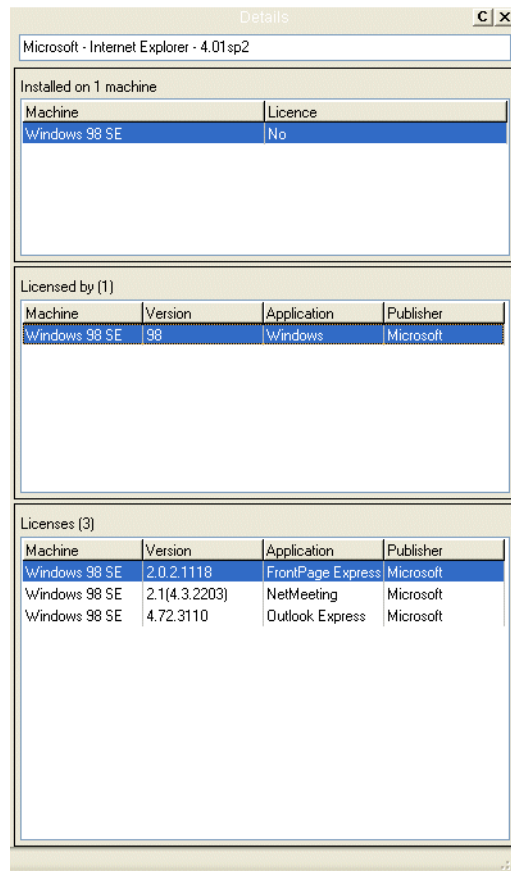 Details C ×
Microsoft - Internet Explorer - 4.01sp2
Installed on 1 machine
Machine Licence
Windows 98 SE No
Licensed by (1)
Machine Version Application Publisher
Windows 98 SE 98 Windows Microsoft
Licenses (3)
Machine Version Application Publisher
Windows 98 SE 2.0.2.1118 FrontPage Express Microsoft
Windows 98 SE 2.1(4.3.2203) NetMeeting Microsoft
Windows 98 SE 4.72.3110 Outlook Express Microsoft